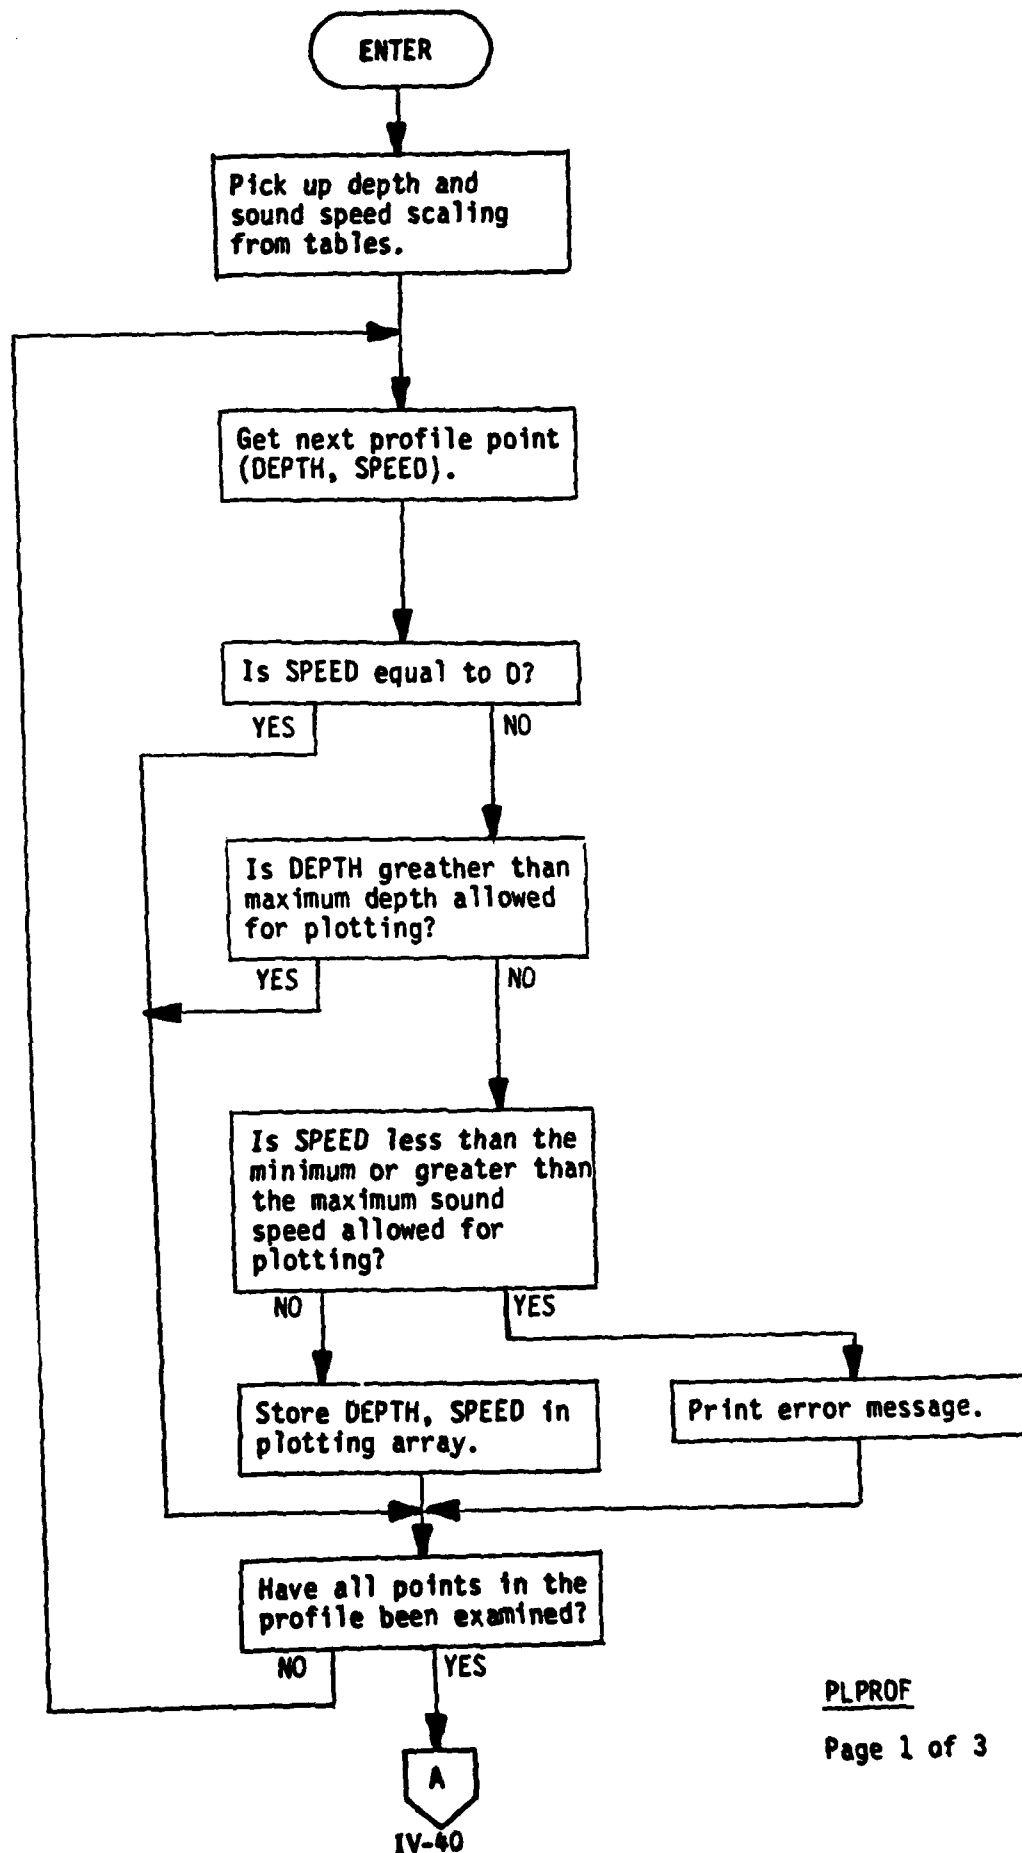 ENTER
Pick up depth and
sound speed scaling
from tables.
Get next profile point
(DEPTH, SPEED).
Is SPEED equal to 0?
YES
NO
Is DEPTH greather than
maximum depth allowed
for plotting?
YES
NO
Is SPEED less than the
minimum or greater than
the maximum sound
speed allowed for
plotting?
NO
YES
Store DEPTH, SPEED in
plotting array.
Print error message.
Have all points in the
profile been examined?
NO
YES
PLPROF
Page 1 of 3
A
IV-40